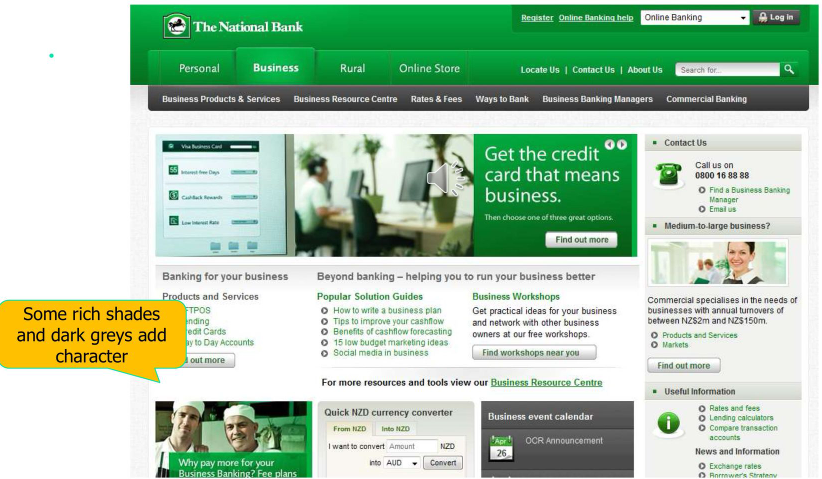 The National Bank
Register Online Banking help Online Banking Log in
Personal Business Rural Online Store
Locate Us | Contact Us | About Us Search for...
Business Products & Services Business Resource Centre Rates & Fees Ways to Bank Business Banking Managers Commercial Banking
Visa Business Card
55 Interest free Days
CashBack Rewards
Low Interest Rate
Get the credit
card that means
business.
Then choose one of three great options.
Find out more
Contact Us
Call us on
0800 16 88 88
Find a Business Banking
Manager
Email us
Medium-to-large business?
Commercial specialises in the needs of
businesses with annual turnovers of
between NZ$2m and NZ$150m.
Products and Services
Markets
Find out more
Banking for your business
Products and Services
FTPOS
ending
redit Cards
ay to Day Accounts
out more
Beyond banking – helping you to run your business better
Popular Solution Guides
How to write a business plan
Tips to improve your cashflow
Benefits of cashflow forecasting
15 low budget marketing ideas
Social media in business
Business Workshops
Get practical ideas for your business
and network with other business
owners at our free workshops.
Find workshops near you
For more resources and tools view our Business Resource Centre
Some rich shades
and dark greys add
character
Why pay more for your
Business Banking? Fee plans
Quick NZD currency converter
From NZD Into NZD
I want to convert Amount NZD
into AUD Convert
Business event calendar
Apr
26
OCR Announcement
Useful Information
Rates and fees
Lending calculators
Compare transaction
accounts
News and Information
Exchange rates
Borrower's Strategy